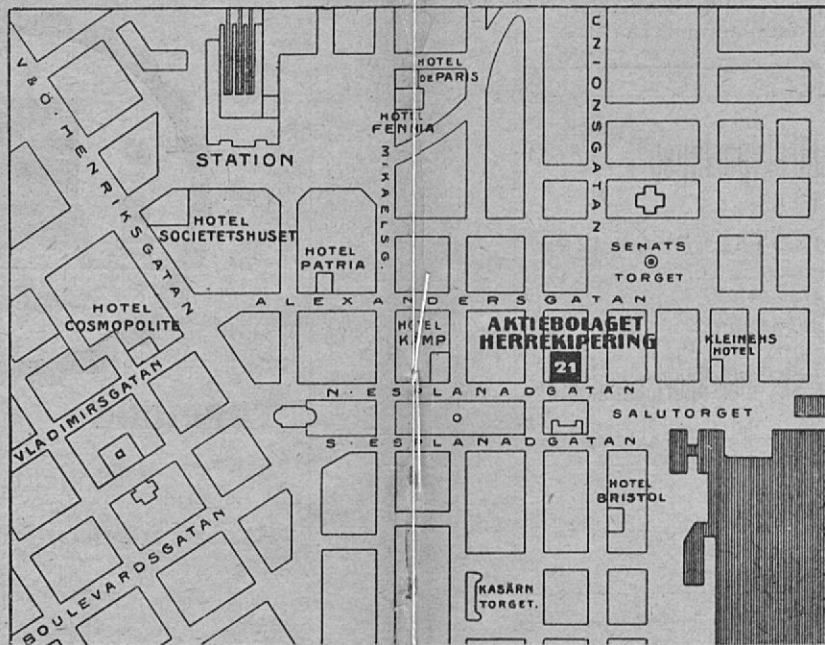 HOTEL
DE PARIS
HOTEL
FENNIA
UNIONSGATAN
V & Ö. HENRIKSGATAN
STATION
MIKAELSG.
HOTEL
SOCIETETSHUSET
HOTEL
PATRIA
SENATS
TORGET
ALEXANDERSGATAN
HOTEL
COSMOPOLITE
HOTEL
KÄMP
AKTIEBOLAGET
HERREKIPERING
21
KLEINEHS
HOTEL
VLADIMIRSGATAN
N. ESPLANADGATAN
SALUTORGET
S. ESPLANADGATAN
HOTEL
BRISTOL
BOULEVARDSGATAN
KASÄRN
TORGET.